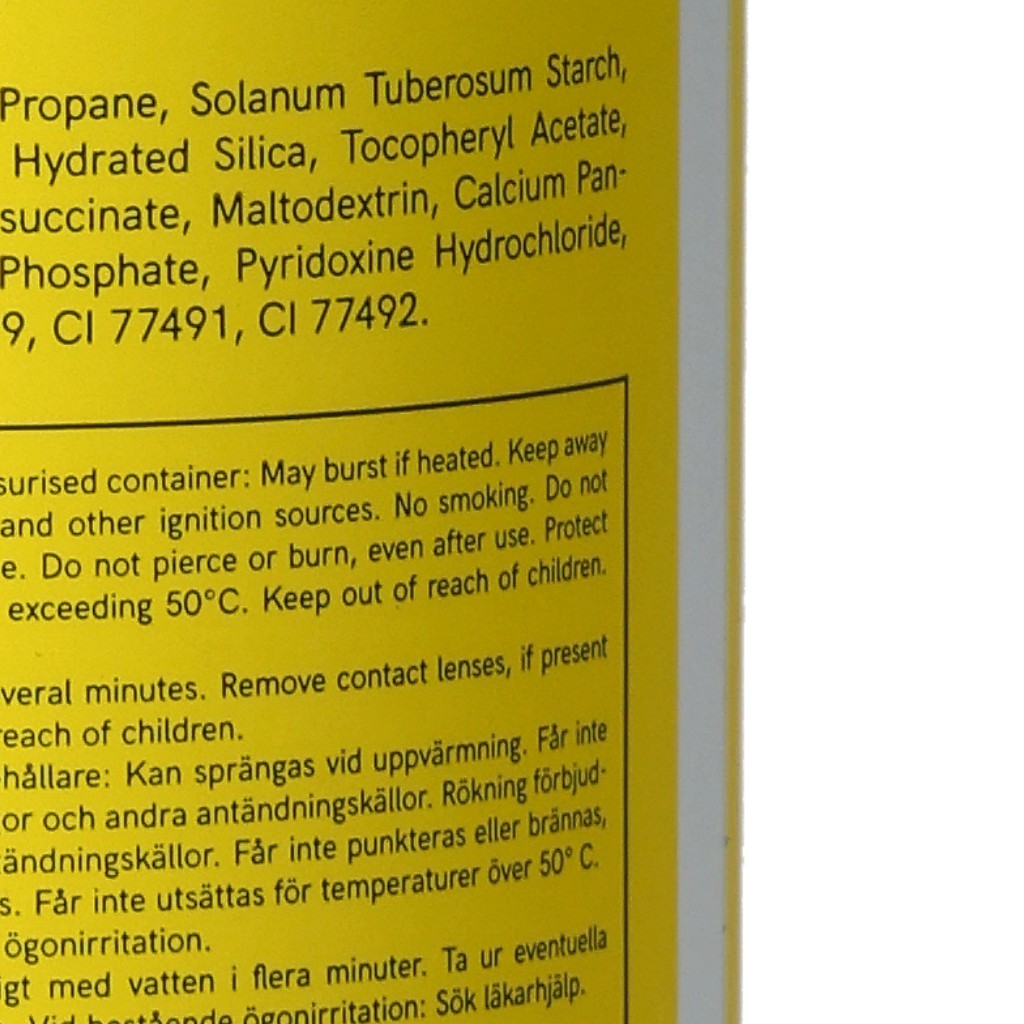 Propane, Solanum Tuberosum Starch,
Hydrated Silica, Tocopheryl Acetate,
succinate, Maltodextrin, Calcium Pan-
Phosphate, Pyridoxine Hydrochloride,
9, CI 77491, CI 77492.
surised container: May burst if heated. Keep away
and other ignition sources. No smoking. Do not
e. Do not pierce or burn, even after use. Protect
exceeding 50°C. Keep out of reach of children.
veral minutes. Remove contact lenses, if present
reach of children.
hållare: Kan sprängas vid uppvärmning. Får inte
or och andra antändningskällor. Rökning förbjud-
tändningskällor. Får inte punkteras eller brännas,
s. Får inte utsättas för temperaturer över 50° C.
ögonirritation.
igt med vatten i flera minuter. Ta ur eventuella
Vid bestående ögonirritation: Sök läkarhjälp.